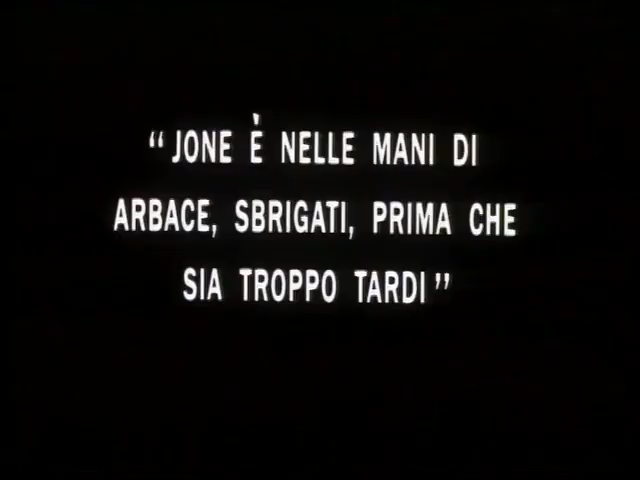 “JONE È NELLE MANI DI
ARBACE, SBRIGATI, PRIMA CHE
SIA TROPPO TARDI”